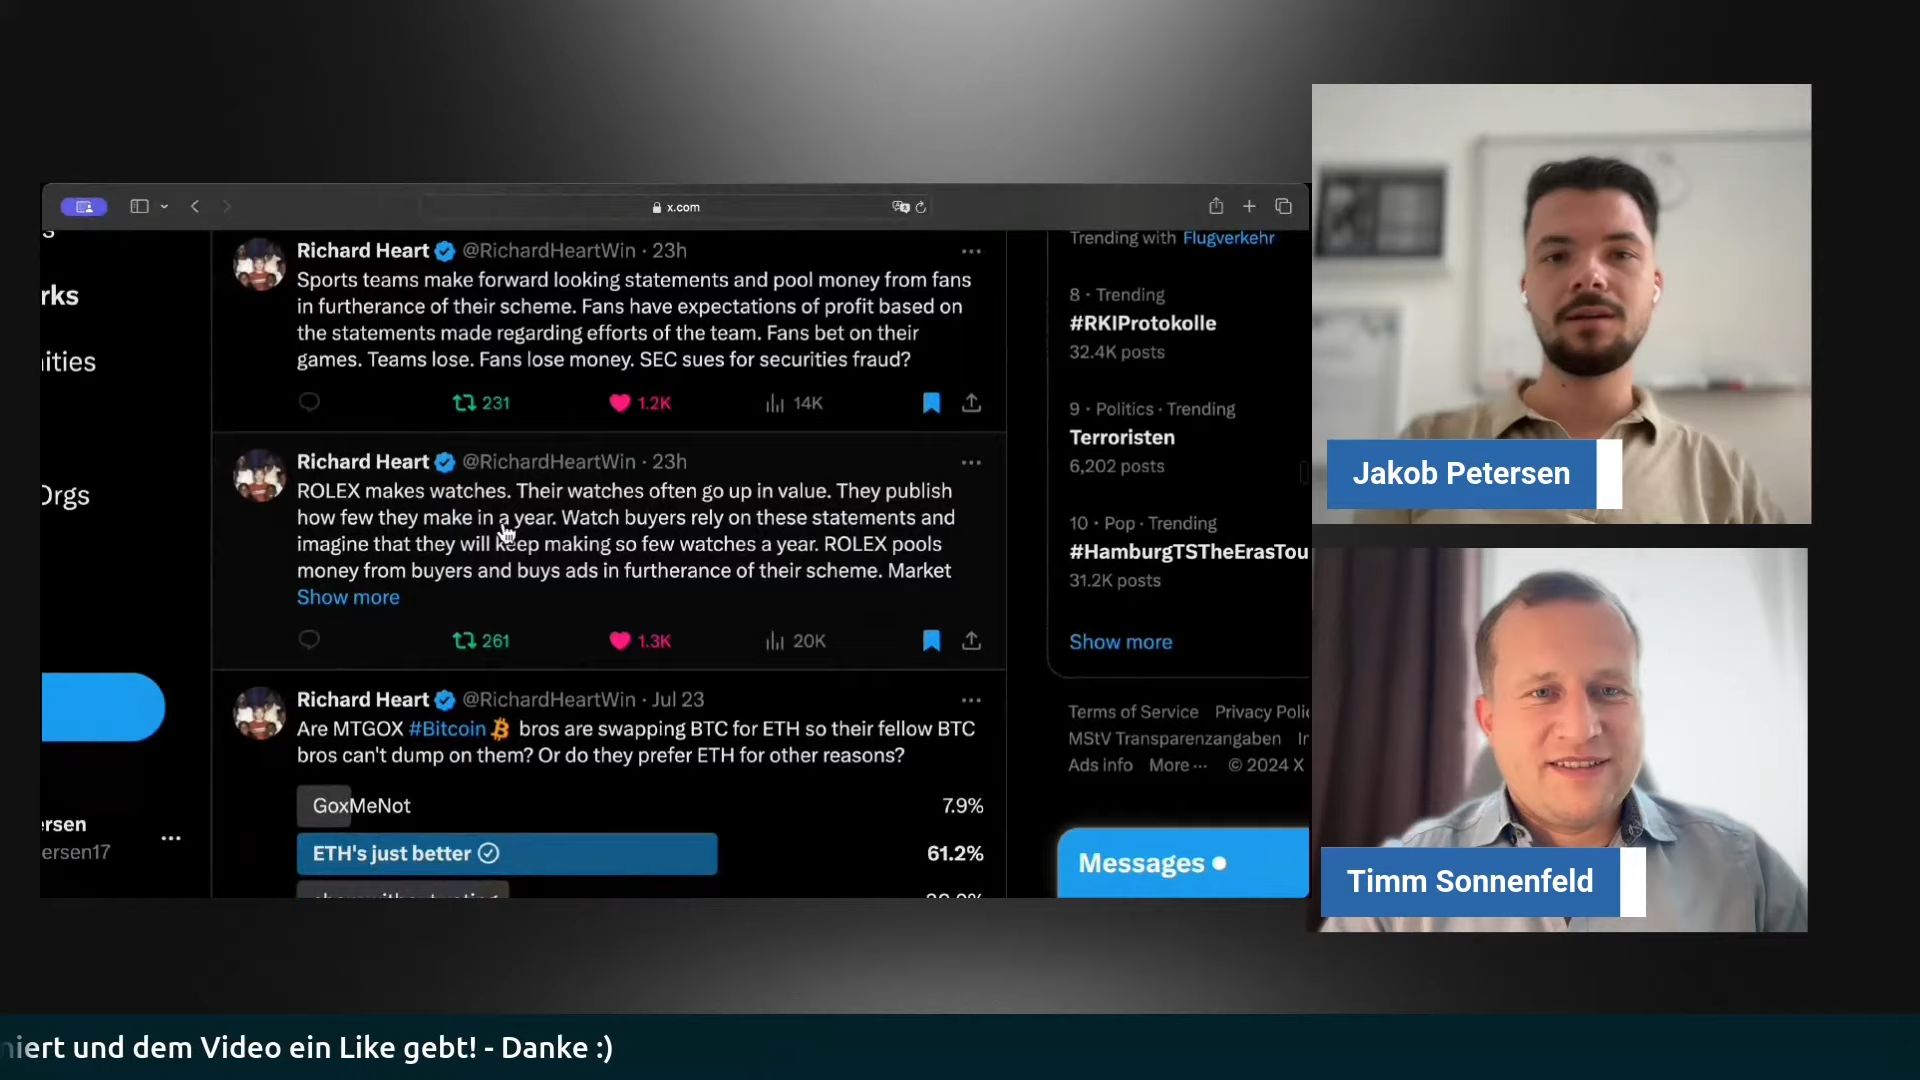 x.com
s
rks
ities
Orgs
ersen
ersen17
Richard Heart @RichardHeartWin · 23h
Sports teams make forward looking statements and pool money from fans
in furtherance of their scheme. Fans have expectations of profit based on
the statements made regarding efforts of the team. Fans bet on their
games. Teams lose. Fans lose money. SEC sues for securities fraud?
231 1.2K 14K
Richard Heart @RichardHeartWin · 23h
ROLEX makes watches. Their watches often go up in value. They publish
how few they make in a year. Watch buyers rely on these statements and
imagine that they will keep making so few watches a year. ROLEX pools
money from buyers and buys ads in furtherance of their scheme. Market
Show more
261 1.3K 20K
Richard Heart @RichardHeartWin · Jul 23
Are MTGOX #Bitcoin bros are swapping BTC for ETH so their fellow BTC
bros can't dump on them? Or do they prefer ETH for other reasons?
GoxMeNot 7.9%
ETH's just better 61.2%
Trending with Flugverkehr
8 · Trending
#RKIProtokolle
32.4K posts
9 · Politics · Trending
Terroristen
6,202 posts
10 · Pop · Trending
#HamburgTSTheErasTou
31.2K posts
Show more
Terms of Service Privacy Polic
MStV Transparenzangaben Ir
Ads info More ··· © 2024 X
Messages
Jakob Petersen
Timm Sonnenfeld
niert und dem Video ein Like gebt! - Danke :)